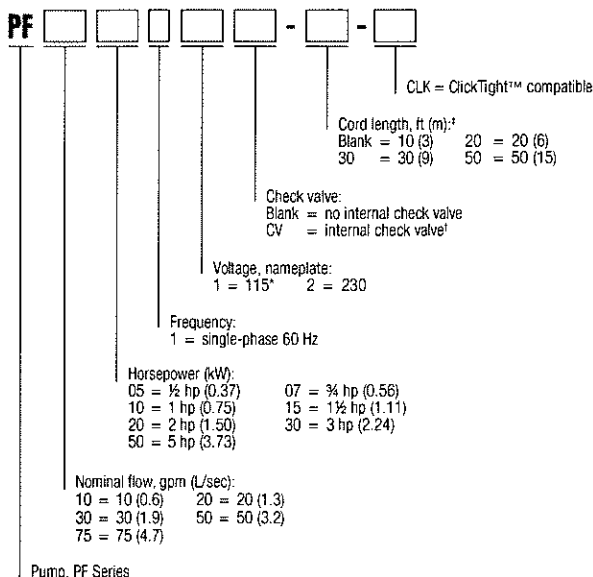 PF - -
CLK = ClickTight™ compatible
Cord length, ft (m):‡
Blank = 10 (3) 20 = 20 (6)
30 = 30 (9) 50 = 50 (15)
Check valve:
Blank = no internal check valve
CV = internal check valve†
Voltage, nameplate:
1 = 115* 2 = 230
Frequency:
1 = single-phase 60 Hz
Horsepower (kW):
05 = ½ hp (0.37) 07 = ¾ hp (0.56)
10 = 1 hp (0.75) 15 = 1½ hp (1.11)
20 = 2 hp (1.50) 30 = 3 hp (2.24)
50 = 5 hp (3.73)
Nominal flow, gpm (L/sec):
10 = 10 (0.6) 20 = 20 (1.3)
30 = 30 (1.9) 50 = 50 (3.2)
75 = 75 (4.7)
Pump, PF Series